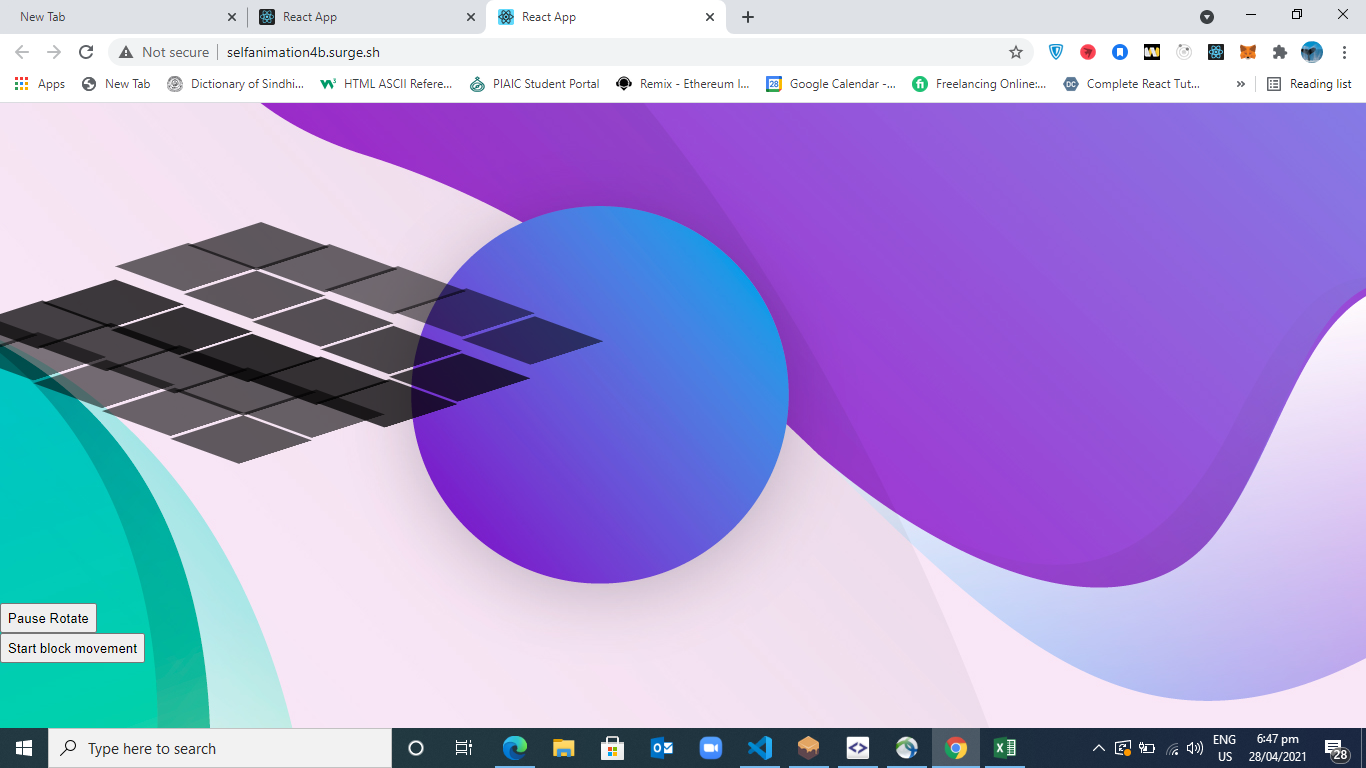 New Tab
React App
React App
Not secure
selfanimation4b.surge.sh
Apps
New Tab
Dictionary of Sindhi...
HTML ASCII Refere...
PIAIC Student Portal
Remix - Ethereum I...
28
Google Calendar -...
Freelancing Online:...
DC
Complete React Tut...
»
Reading list
Pause Rotate
Start block movement
Type here to search
ENG
US
6:47 pm
28/04/2021
28